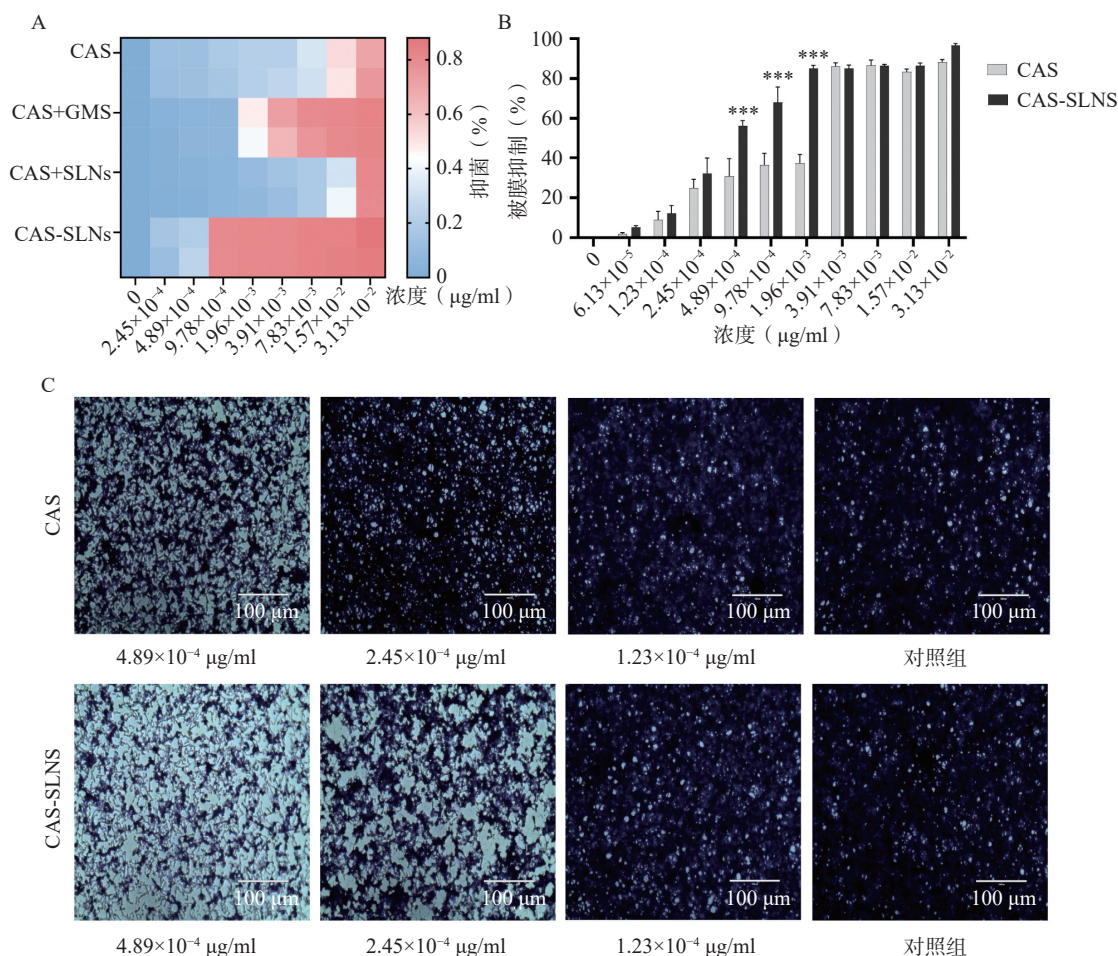 A
CAS
CAS+GMS
CAS+SLNs
CAS-SLNs
0.8
0.6
0.4
0.2
0
抑菌(%)
0
2.45×10⁻⁴
4.89×10⁻⁴
9.78×10⁻⁴
1.96×10⁻³
3.91×10⁻³
7.83×10⁻³
1.57×10⁻²
3.13×10⁻²
浓度(μg/ml)
B
100
80
60
40
20
0
被膜抑制(%)
***
***
***
CAS
CAS-SLNS
0
6.13×10⁻⁵
1.23×10⁻⁴
2.45×10⁻⁴
4.89×10⁻⁴
9.78×10⁻⁴
1.96×10⁻³
3.91×10⁻³
7.83×10⁻³
1.57×10⁻²
3.13×10⁻²
浓度(μg/ml)
C
CAS
100 μm
100 μm
100 μm
100 μm
4.89×10⁻⁴ μg/ml
2.45×10⁻⁴ μg/ml
1.23×10⁻⁴ μg/ml
对照组
CAS-SLNS
100 μm
100 μm
100 μm
100 μm
4.89×10⁻⁴ μg/ml
2.45×10⁻⁴ μg/ml
1.23×10⁻⁴ μg/ml
对照组